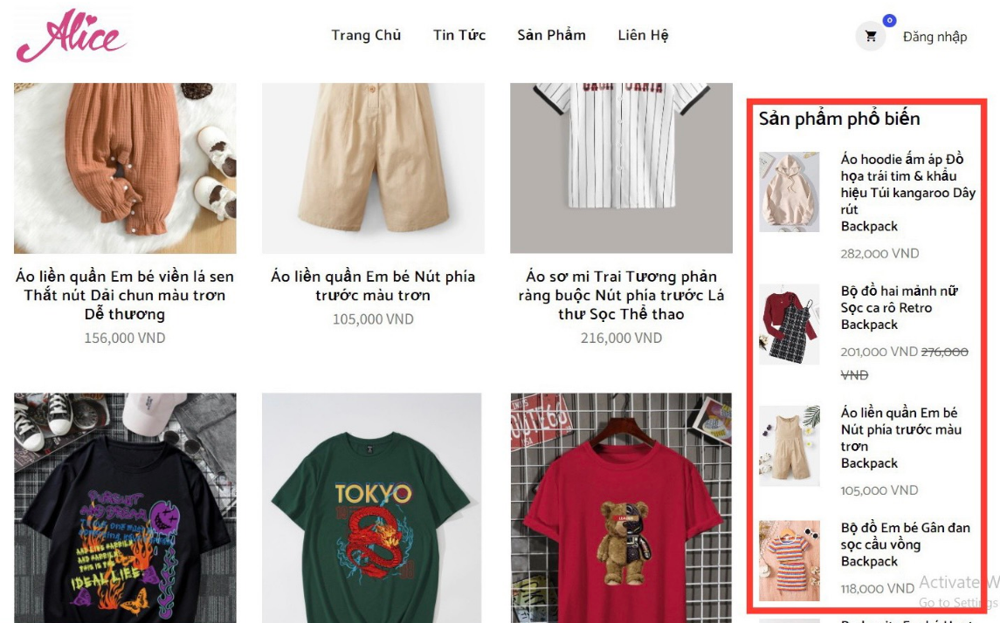 Alice
Trang Chủ
Tin Tức
Sản Phẩm
Liên Hệ
0
Đăng nhập
Áo liền quần Em bé viền lá sen
Thắt nút Dải chun màu trơn
Dễ thương
156,000 VND
Áo liền quần Em bé Nút phía
trước màu trơn
105,000 VND
Áo sơ mi Trai Tương phản
ràng buộc Nút phía trước Lá
thư Sọc Thể thao
216,000 VND
ROUTE66
IDEAL LIFE
TOKYO
Sản phẩm phổ biến
Áo hoodie ấm áp Đồ
họa trái tim & khẩu
hiệu Túi kangaroo Dây
rút
Backpack
282,000 VND
Bộ đồ hai mảnh nữ
Sọc ca rô Retro
Backpack
201,000 VND 276,000
VND
Áo liền quần Em bé
Nút phía trước màu
trơn
Backpack
105,000 VND
Bộ đồ Em bé Gân đan
sọc cầu vồng
Backpack
118,000 VND
Activate W
Go to Settings